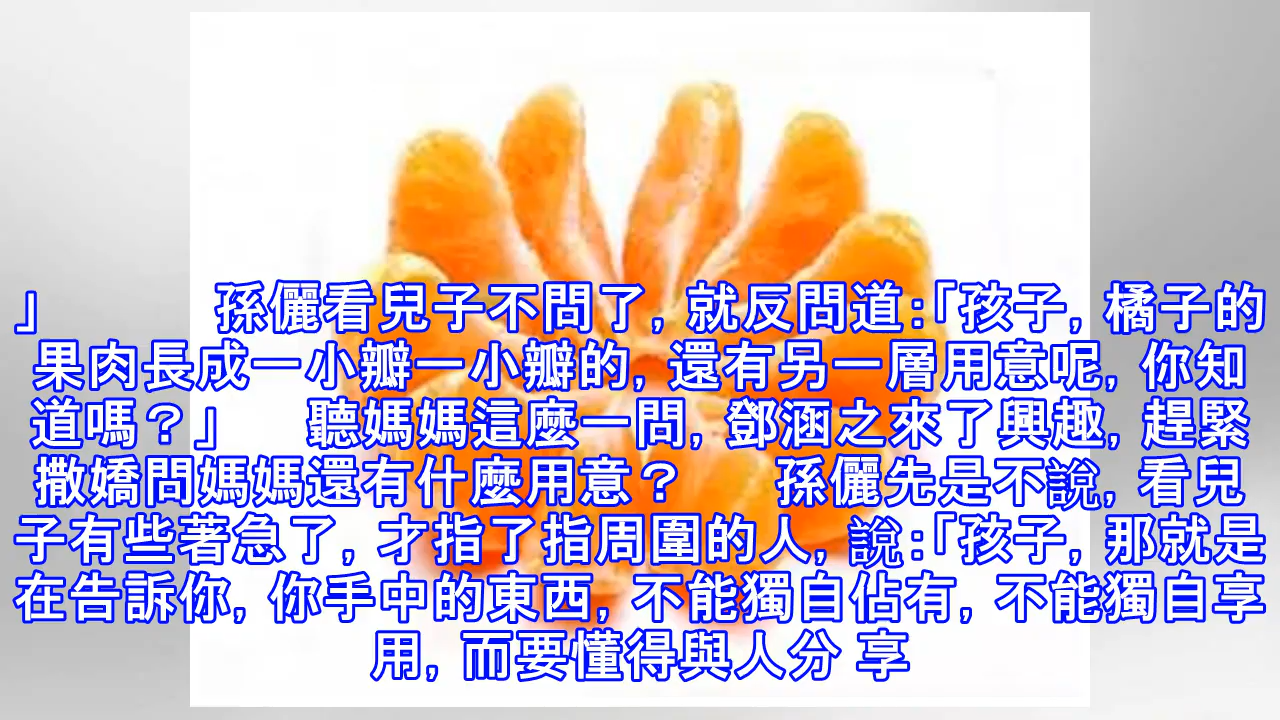 」　　　孫儷看兒子不問了, 就反問道:「孩子, 橘子的
果肉長成一小瓣一小瓣的, 還有另一層用意呢, 你知
道嗎？」　聽媽媽這麼一問, 鄧涵之來了興趣, 趕緊
撒嬌問媽媽還有什麼用意？　孫儷先是不說, 看兒
子有些著急了, 才指了指周圍的人, 說:「孩子, 那就是
在告訴你, 你手中的東西, 不能獨自佔有, 不能獨自享
用, 而要懂得與人分 享